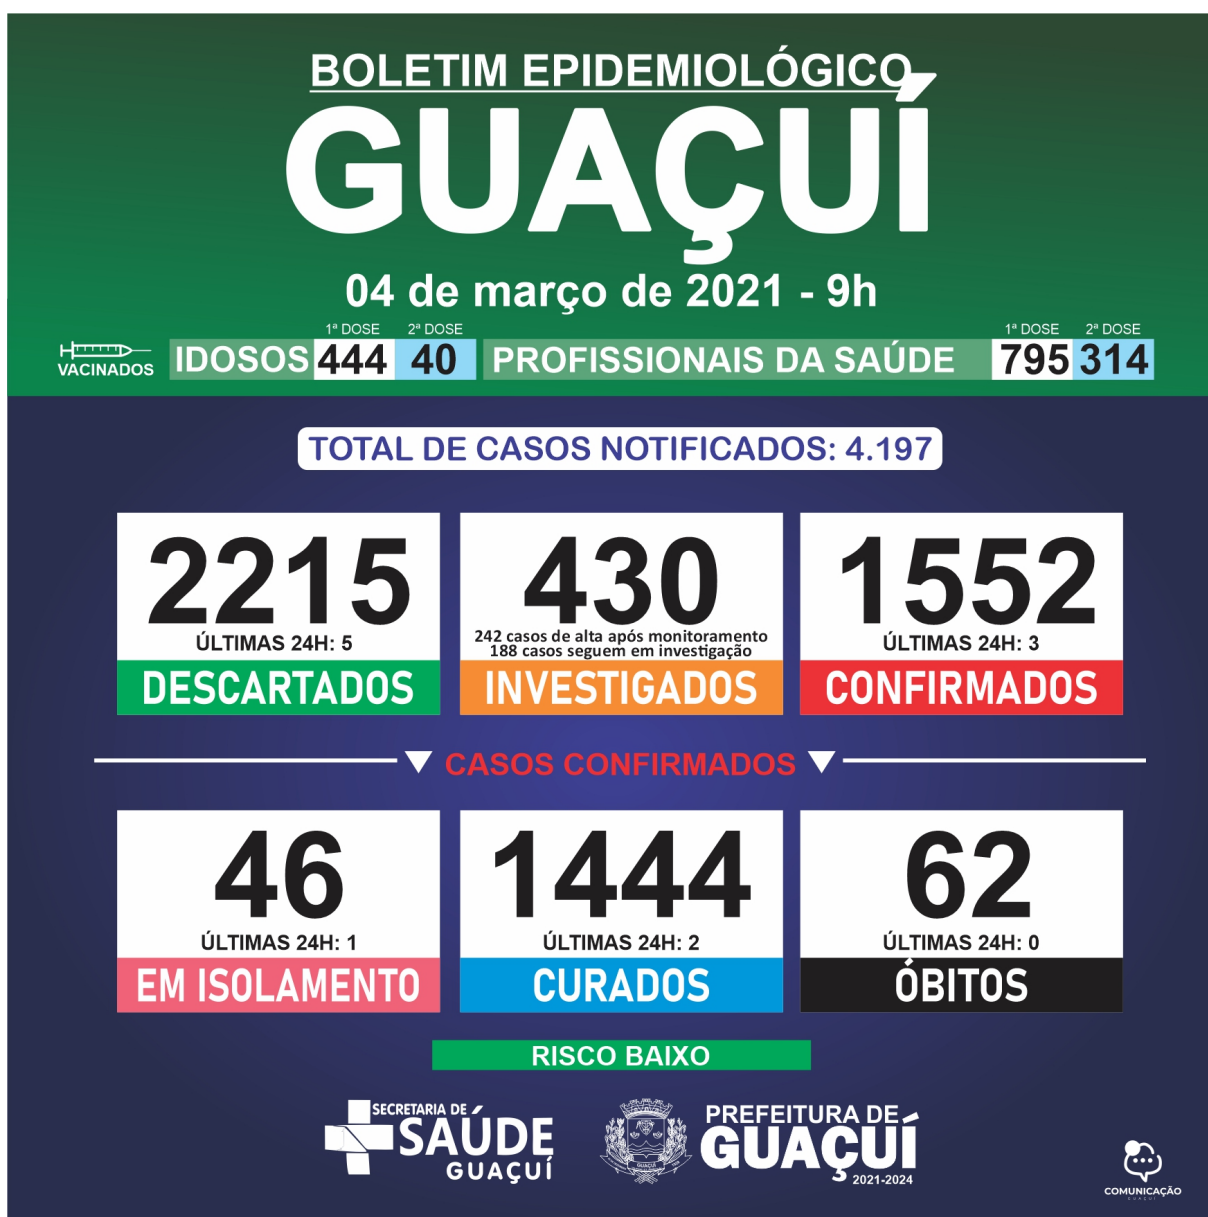 BOLETIM EPIDEMIOLÓGICO
GUAÇUÍ
04 de março de 2021 - 9h
1ª DOSE 2ª DOSE 1ª DOSE 2ª DOSE
VACINADOS IDOSOS 444 40 PROFISSIONAIS DA SAÚDE 795 314
TOTAL DE CASOS NOTIFICADOS: 4.197
2215
ÚLTIMAS 24H: 5
DESCARTADOS
430
242 casos de alta após monitoramento
188 casos seguem em investigação
INVESTIGADOS
1552
ÚLTIMAS 24H: 3
CONFIRMADOS
CASOS CONFIRMADOS
46
ÚLTIMAS 24H: 1
EM ISOLAMENTO
1444
ÚLTIMAS 24H: 2
CURADOS
62
ÚLTIMAS 24H: 0
ÓBITOS
RISCO BAIXO
SECRETARIA DE
SAÚDE
GUAÇUÍ
GUAÇUÍ
PREFEITURA DE
GUAÇUÍ
2021-2024
COMUNICAÇÃO
GUAÇUÍ